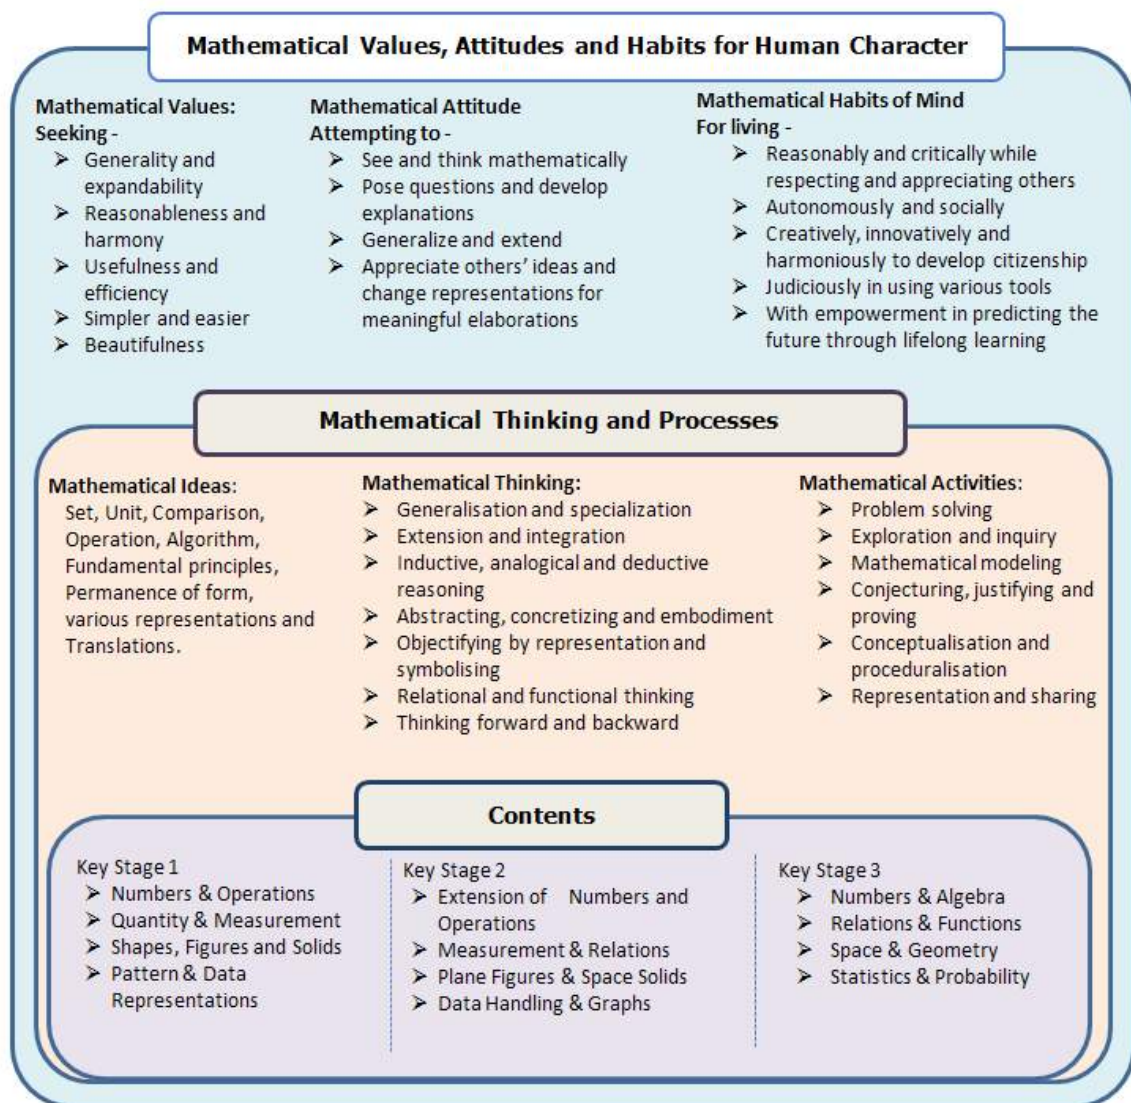 Mathematical Values, Attitudes and Habits for Human Character
Mathematical Values:
Seeking -
➢ Generality and
expandability
➢ Reasonableness and
harmony
➢ Usefulness and
efficiency
➢ Simpler and easier
➢ Beautifulness
Mathematical Attitude
Attempting to -
➢ See and think mathematically
➢ Pose questions and develop
explanations
➢ Generalize and extend
➢ Appreciate others' ideas and
change representations for
meaningful elaborations
Mathematical Habits of Mind
For living -
➢ Reasonably and critically while
respecting and appreciating others
➢ Autonomously and socially
➢ Creatively, innovatively and
harmoniously to develop citizenship
➢ Judiciously in using various tools
➢ With empowerment in predicting the
future through lifelong learning
Mathematical Thinking and Processes
Mathematical Ideas:
Set, Unit, Comparison,
Operation, Algorithm,
Fundamental principles,
Permanence of form,
various representations and
Translations.
Mathematical Thinking:
➢ Generalisation and specialization
➢ Extension and integration
➢ Inductive, analogical and deductive
reasoning
➢ Abstracting, concretizing and embodiment
➢ Objectifying by representation and
symbolising
➢ Relational and functional thinking
➢ Thinking forward and backward
Mathematical Activities:
➢ Problem solving
➢ Exploration and inquiry
➢ Mathematical modeling
➢ Conjecturing, justifying and
proving
➢ Conceptualisation and
proceduralisation
➢ Representation and sharing
Contents
Key Stage 1
➢ Numbers & Operations
➢ Quantity & Measurement
➢ Shapes, Figures and Solids
➢ Pattern & Data
Representations
Key Stage 2
➢ Extension of Numbers and
Operations
➢ Measurement & Relations
➢ Plane Figures & Space Solids
➢ Data Handling & Graphs
Key Stage 3
➢ Numbers & Algebra
➢ Relations & Functions
➢ Space & Geometry
➢ Statistics & Probability